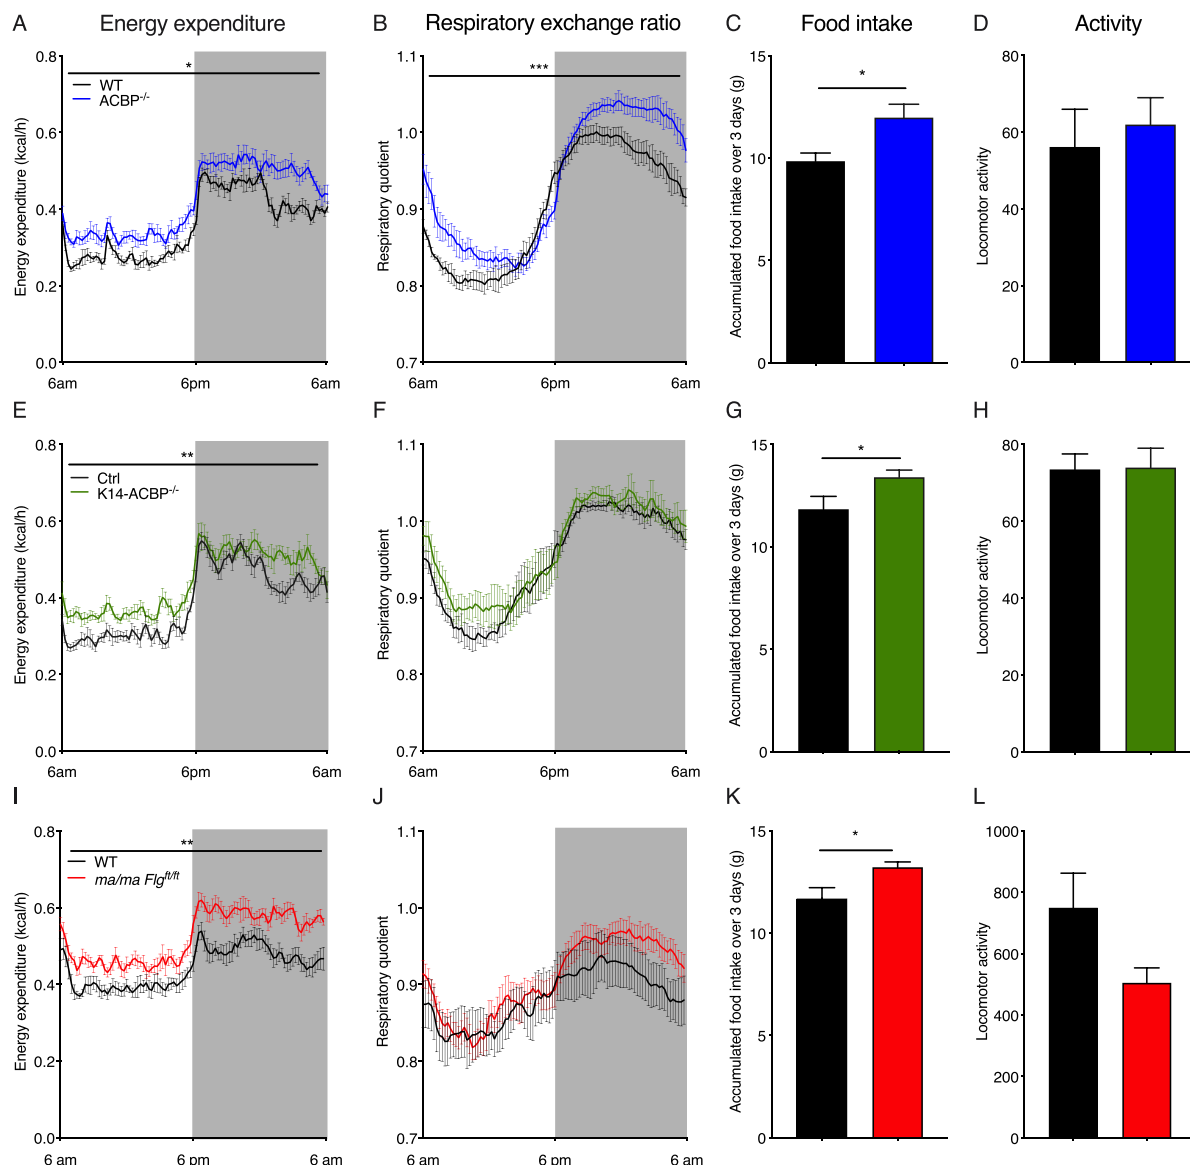 A Energy expenditure
B Respiratory exchange ratio
C Food intake
D Activity
Energy expenditure (kcal/h)
0.8
0.6
0.4
0.2
0.0
*
WT
ACBP-/-
6am 6pm 6am
Respiratory quotient
1.1
1.0
0.9
0.8
0.7
***
6am 6pm 6am
Accumulated food intake over 3 days (g)
15
10
5
0
*
Locomotor activity
80
60
40
20
0
E
Energy expenditure (kcal/h)
0.8
0.6
0.4
0.2
0.0
**
Ctrl
K14-ACBP-/-
6am 6pm 6am
F
Respiratory quotient
1.1
1.0
0.9
0.8
0.7
6am 6pm 6am
G
Accumulated food intake over 3 days (g)
15
10
5
0
*
H
Locomotor activity
80
60
40
20
0
I
Energy expenditure (kcal/h)
0.8
0.6
0.4
0.2
0.0
**
WT
ma/ma Flgft/ft
6 am 6 pm 6 am
J
Respiratory quotient
1.1
1.0
0.9
0.8
0.7
6 am 6 pm 6 am
K
Accumulated food intake over 3 days (g)
15
10
5
0
*
L
Locomotor activity
1000
800
600
400
200
0